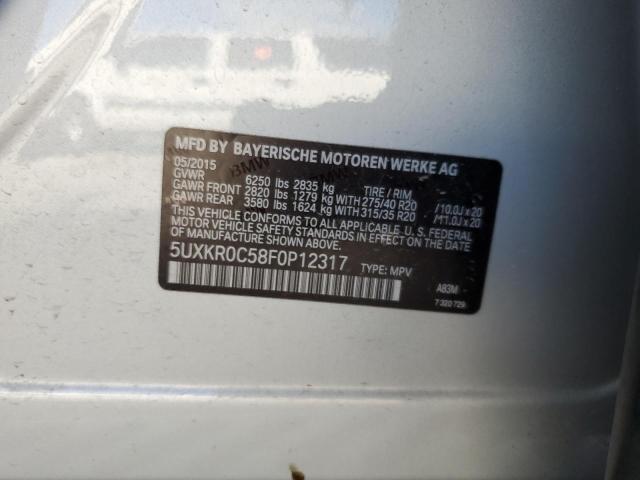 MFD BY BAYERISCHE MOTOREN WERKE AG
05/2015
GVWR 6250 lbs 2835 kg TIRE / RIM
GAWR FRONT 2820 lbs 1279 kg WITH 275/40 R20 /10.0J x 20
GAWR REAR 3580 lbs 1624 kg WITH 315/35 R20 /11.0J x 20
THIS VEHICLE CONFORMS TO ALL APPLICABLE U.S. FEDERAL
MOTOR VEHICLE SAFETY STANDARDS IN EFFECT ON THE DATE
OF MANUFACTURE SHOWN ABOVE.
5UXKR0C58F0P12317 TYPE: MPV A83M
7 320 729